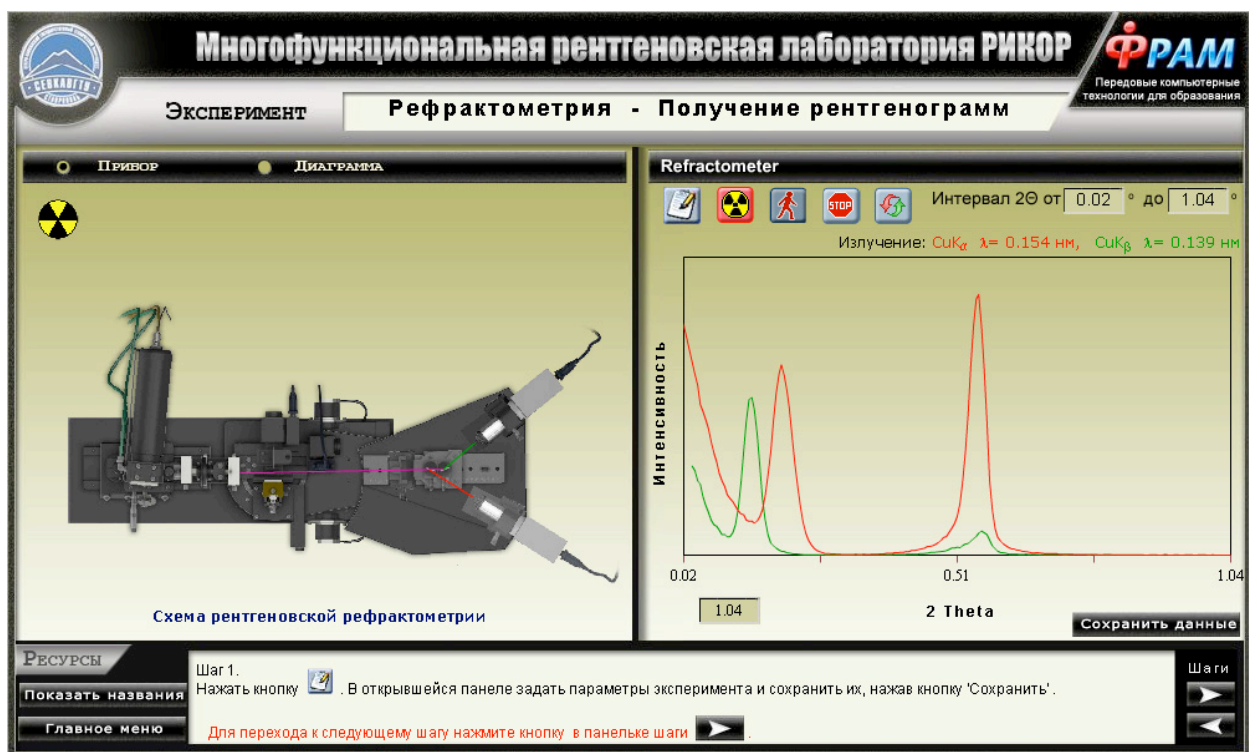 Многофункциональная рентгеновская лаборатория РИКОР
ФРАМ
Передовые компьютерные
технологии для образования
СЕВКАВГТУ
СТАВРОПОЛЬ
Эксперимент
Рефрактометрия - Получение рентгенограмм
Прибор
Диаграмма
Схема рентгеновской рефрактометрии
Refractometer
STOP
Интервал 2Θ от 0.02 ° до 1.04 °
Излучение: CuKα λ= 0.154 нм, CuKβ λ= 0.139 нм
Интенсивность
0.02 0.51 1.04
1.04
2 Theta
Сохранить данные
Ресурсы
Показать названия
Главное меню
Шаг 1.
Нажать кнопку . В открывшейся панеле задать параметры эксперимента и сохранить их, нажав кнопку 'Сохранить'.
Для перехода к следующему шагу нажмите кнопку в панельке шаги .
Шаги